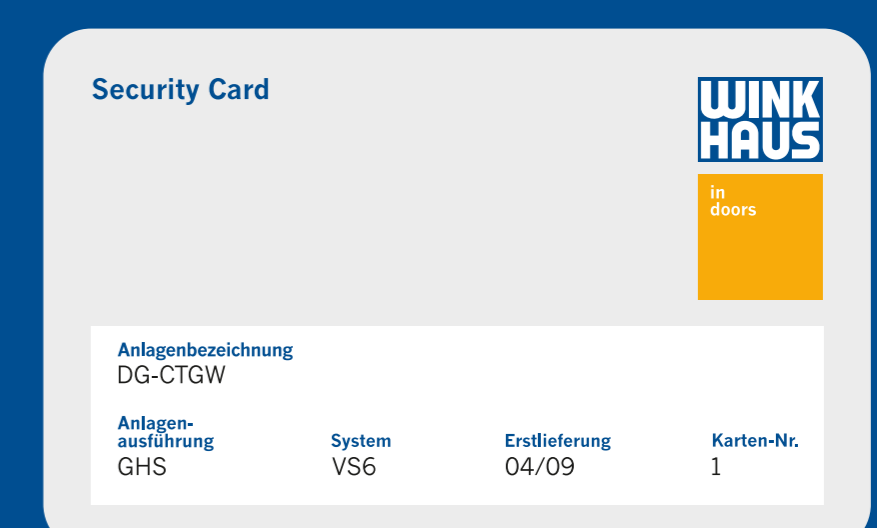 Security Card
WINK
HAUS
in
doors
Anlagenbezeichnung
DG-CTGW
Anlagen-
ausführung
GHS
System
VS6
Erstlieferung
04/09
Karten-Nr.
1